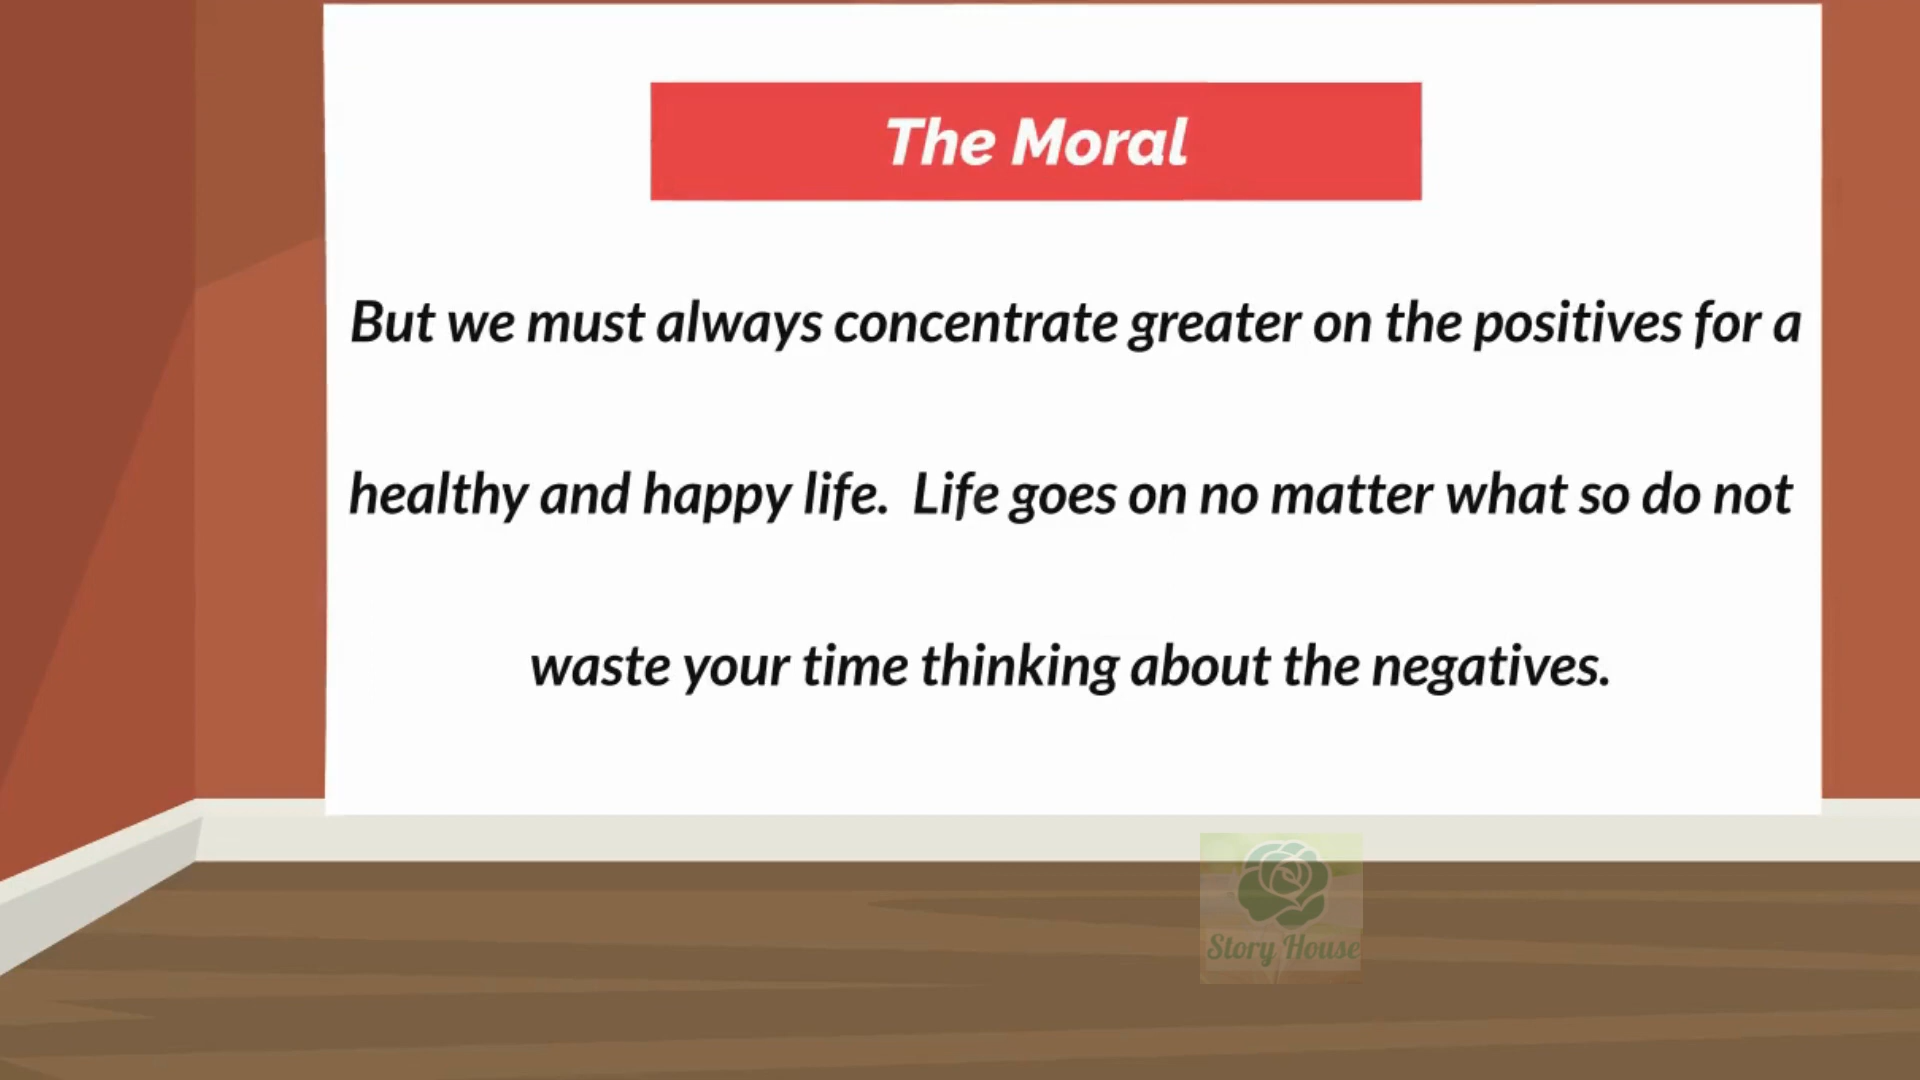 The Moral
But we must always concentrate greater on the positives for a
healthy and happy life.  Life goes on no matter what so do not
waste your time thinking about the negatives.
Story House